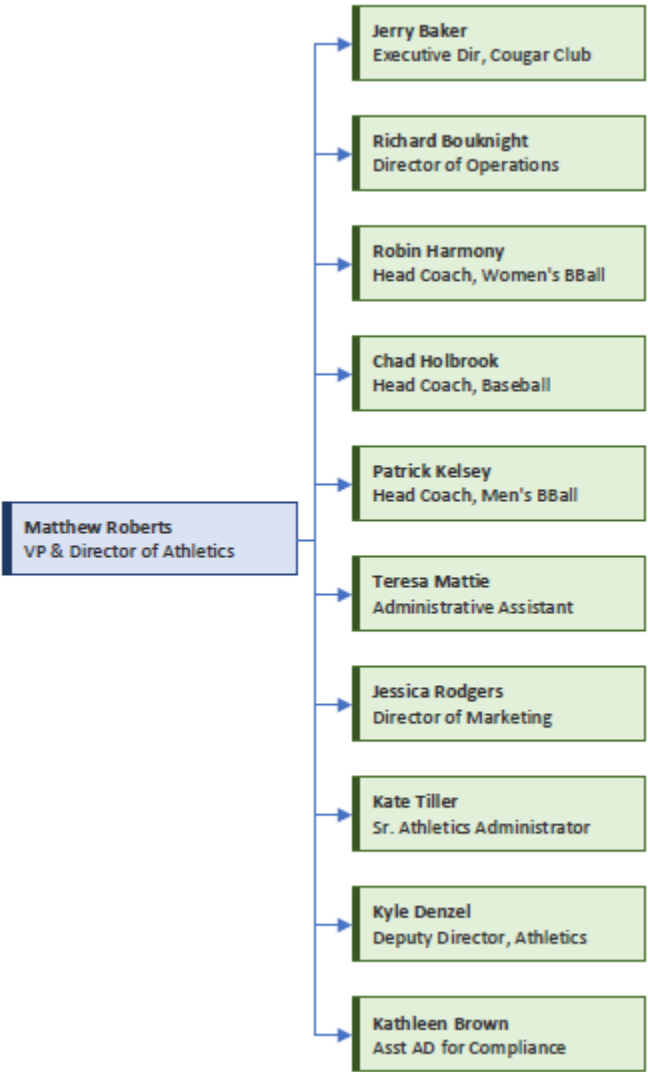 Jerry Baker
Executive Dir, Cougar Club
Richard Bouknight
Director of Operations
Robin Harmony
Head Coach, Women's BBall
Chad Holbrook
Head Coach, Baseball
Patrick Kelsey
Head Coach, Men's BBall
Matthew Roberts
VP & Director of Athletics
Teresa Mattie
Administrative Assistant
Jessica Rodgers
Director of Marketing
Kate Tiller
Sr. Athletics Administrator
Kyle Denzel
Deputy Director, Athletics
Kathleen Brown
Asst AD for Compliance